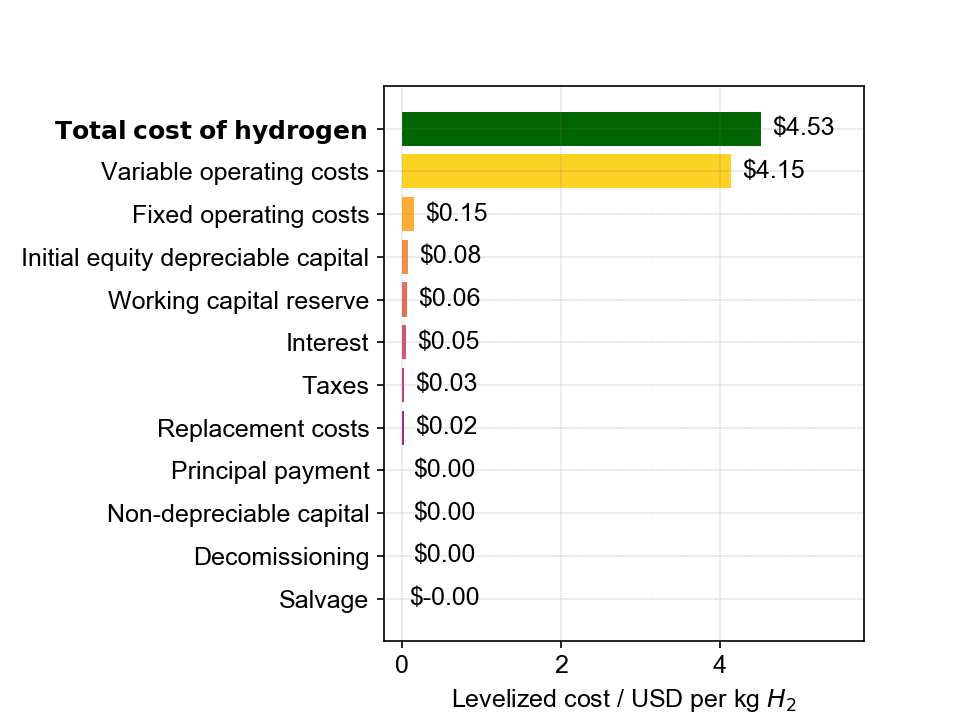 Total cost of hydrogen $4.53
Variable operating costs $4.15
Fixed operating costs $0.15
Initial equity depreciable capital $0.08
Working capital reserve $0.06
Interest $0.05
Taxes $0.03
Replacement costs $0.02
Principal payment $0.00
Non-depreciable capital $0.00
Decomissioning $0.00
Salvage $-0.00
0 2 4
Levelized cost / USD per kg H₂